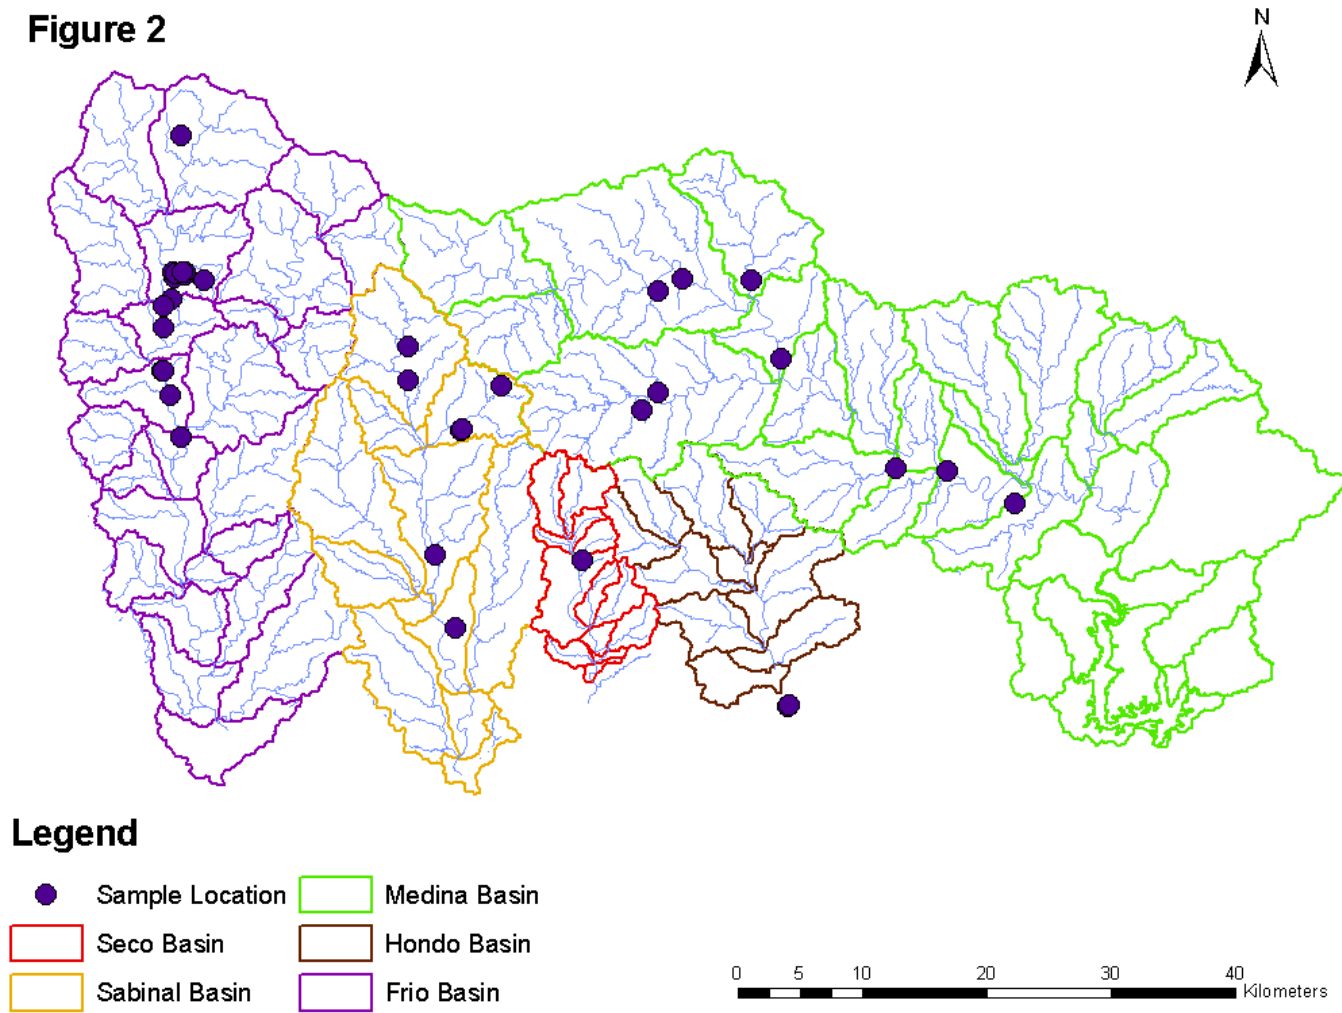 Figure 2
N
Legend
Sample Location
Medina Basin
Seco Basin
Hondo Basin
Sabinal Basin
Frio Basin
0 5 10 20 30 40
Kilometers